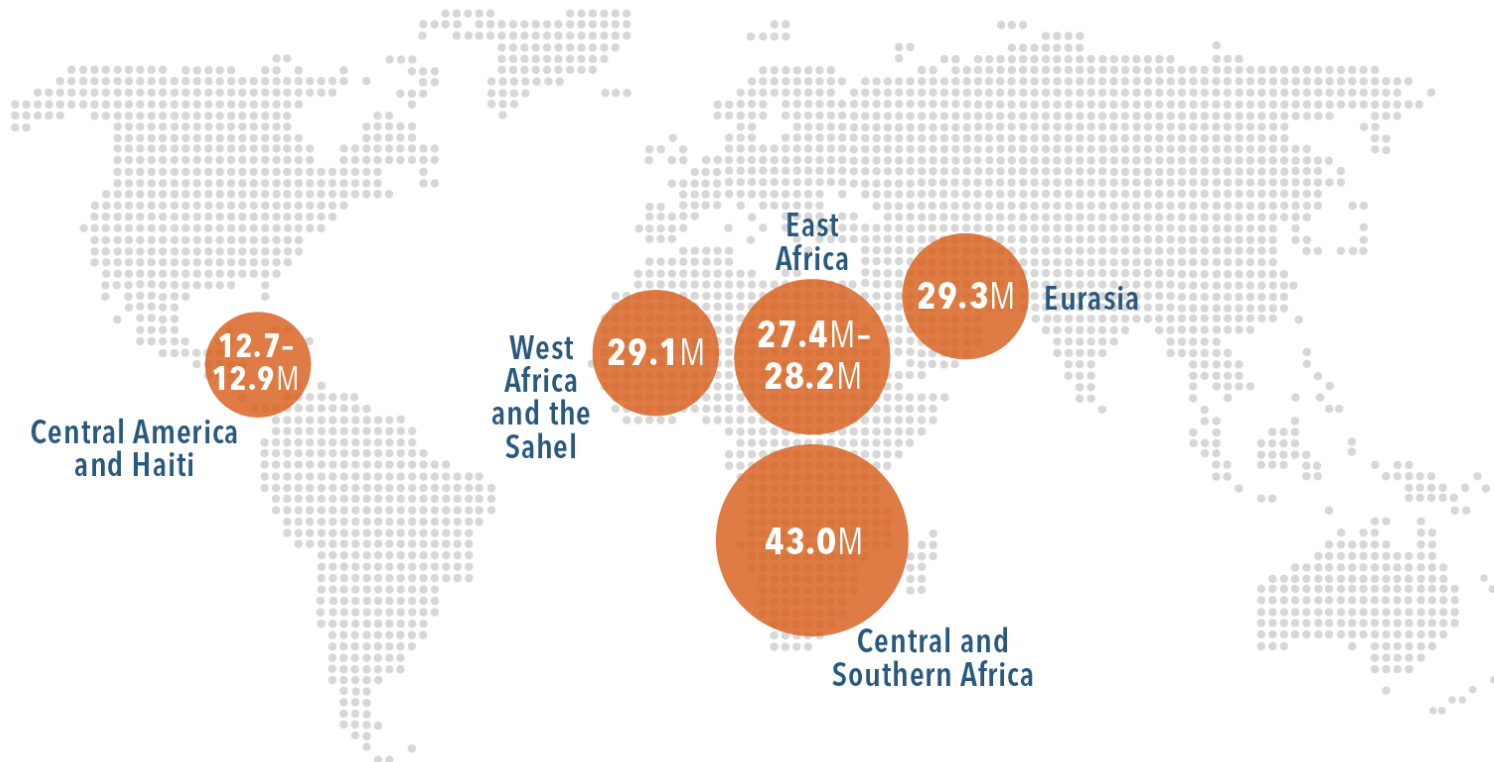 East
Africa
27.4M–
28.2M
29.3M
Eurasia
12.7–
12.9M
Central America
and Haiti
West
Africa
and the
Sahel
29.1M
43.0M
Central and
Southern Africa